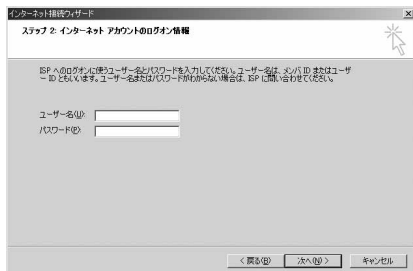 インターネット接続ウィザード
ステップ 2: インターネット アカウントのログオン情報
ISP へのログオンに使うユーザー名とパスワードを入力してください。ユーザー名は、メンバ ID またはユーザ
ー ID ともいいます。ユーザー名またはパスワードがわからない場合は、ISP に問い合わせてください。
ユーザー名(U):
パスワード(P):
< 戻る(B)
次へ(N) >
キャンセル